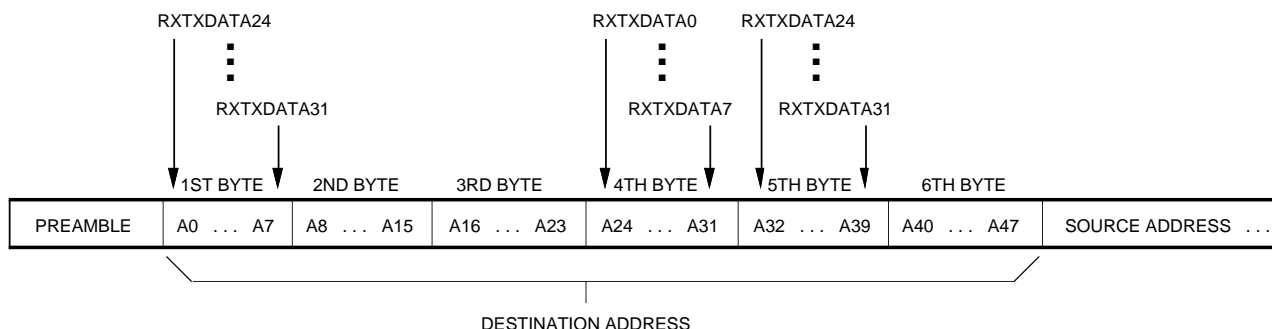 RXTXDATA24 RXTXDATA0 RXTXDATA24
RXTXDATA31 RXTXDATA7 RXTXDATA31
1ST BYTE 2ND BYTE 3RD BYTE 4TH BYTE 5TH BYTE 6TH BYTE
PREAMBLE A0 . . . A7 A8 . . . A15 A16 . . . A23 A24 . . . A31 A32 . . . A39 A40 . . . A47 SOURCE ADDRESS . . .
DESTINATION ADDRESS